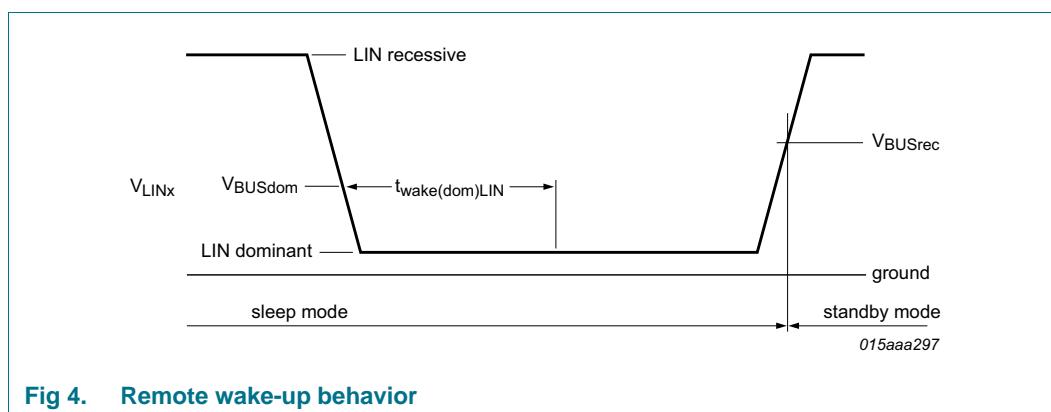 LIN recessive
VBUSrec
VLINx
VBUSdom
twake(dom)LIN
LIN dominant
ground
sleep mode
standby mode
015aaa297
Fig 4. Remote wake-up behavior